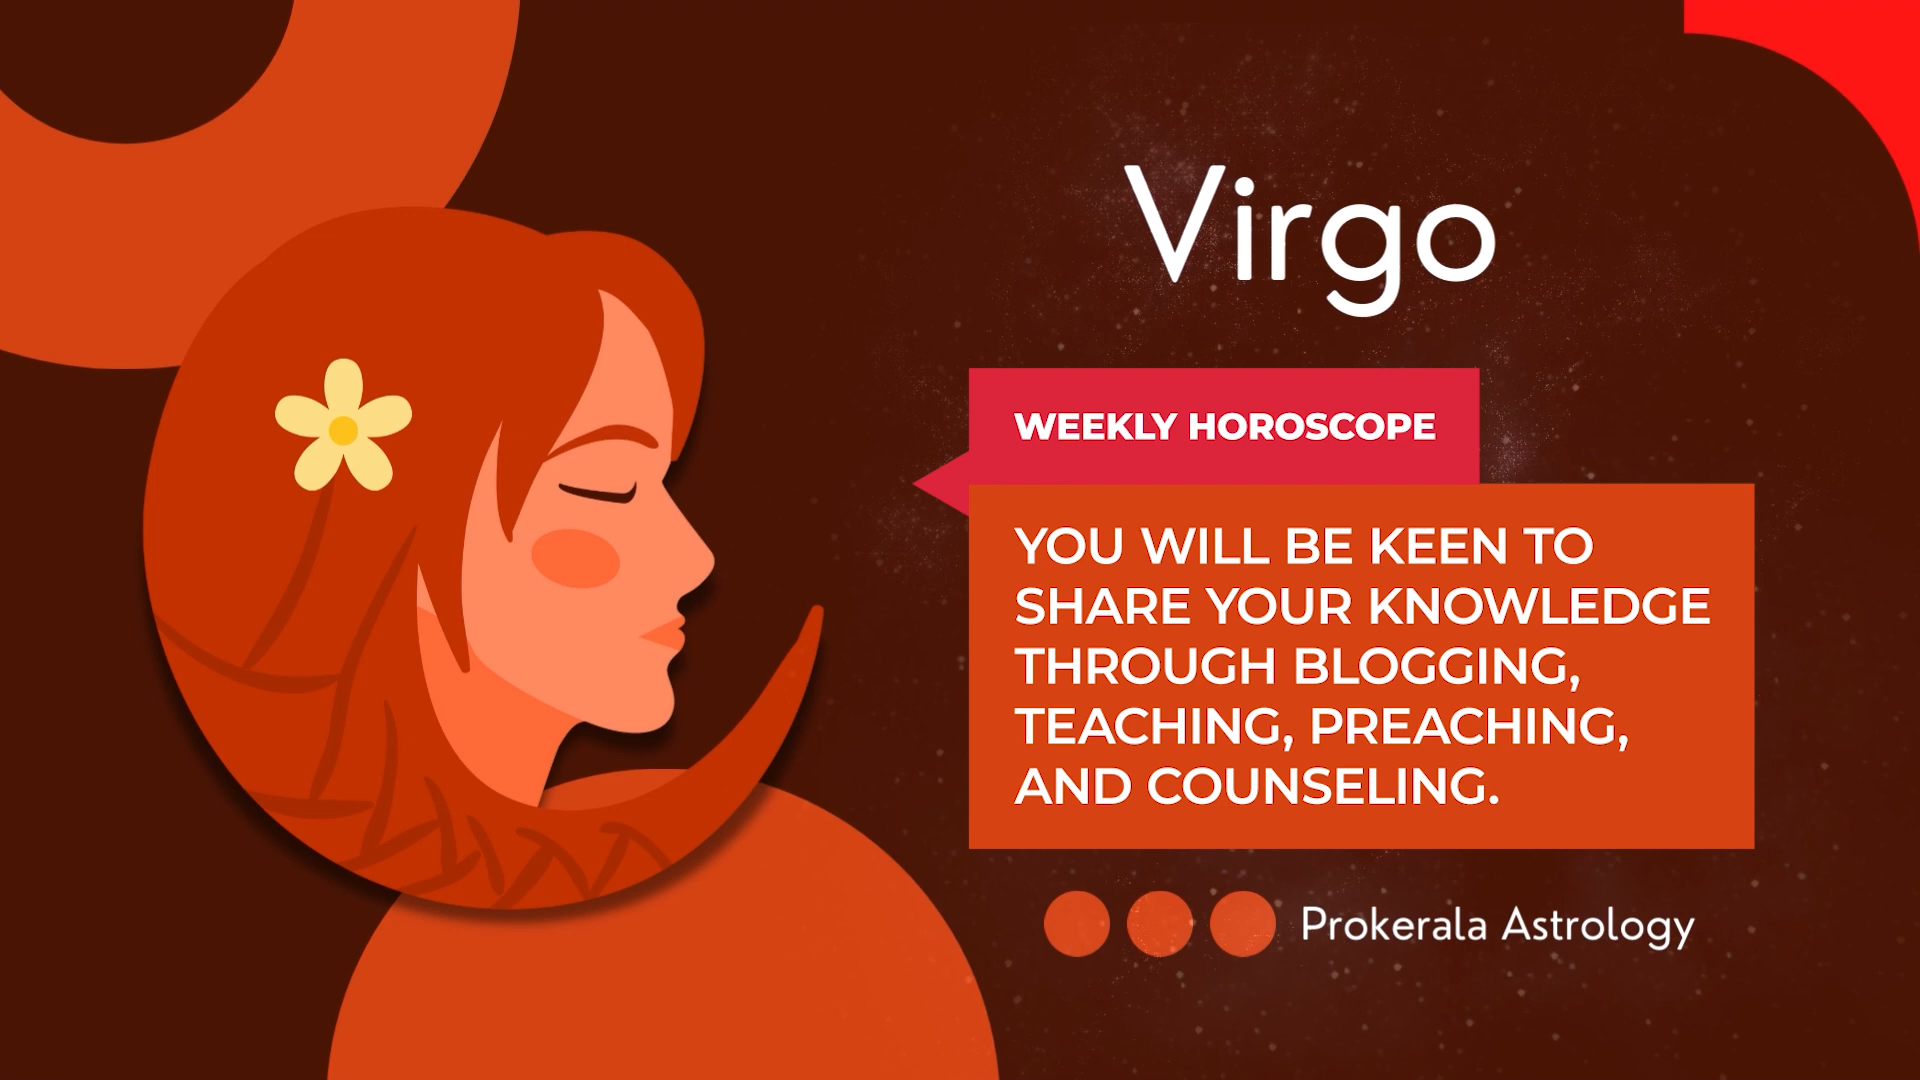 Virgo
WEEKLY HOROSCOPE
YOU WILL BE KEEN TO
SHARE YOUR KNOWLEDGE
THROUGH BLOGGING,
TEACHING, PREACHING,
AND COUNSELING.
Prokerala Astrology